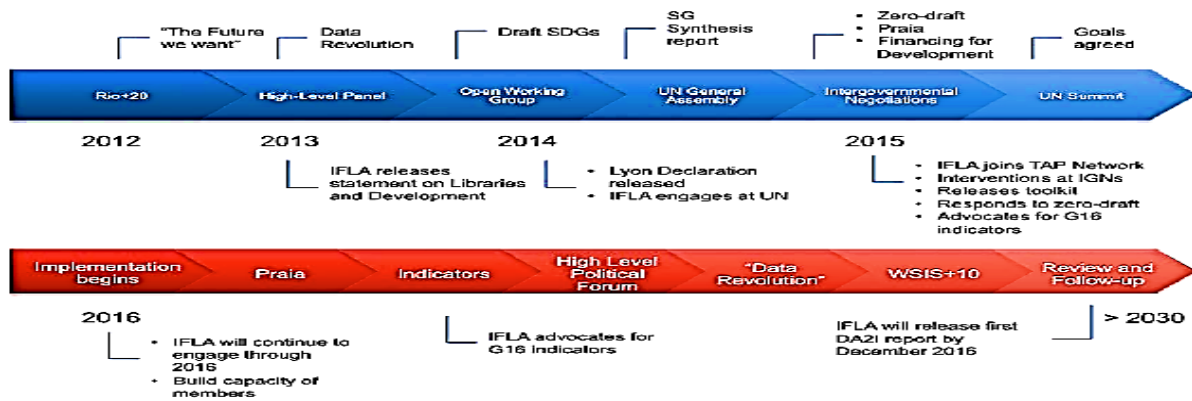 "The Future
we want"
Data
Revolution
Draft SDGs
SG
Synthesis
report
• Zero-draft
• Praia
• Financing for
Development
Goals
agreed
Rio+20
High-Level Panel
Open Working
Group
UN General
Assembly
Intergovernmental
Negotiations
UN Summit
2012
2013
2014
2015
IFLA releases
statement on Libraries
and Development
• Lyon Declaration
released
• IFLA engages at UN
• IFLA joins TAP Network
• Interventions at IGNs
• Releases toolkit
• Responds to zero-draft
• Advocates for G16
indicators
Implementation
begins
Praia
Indicators
High Level
Political
Forum
"Data
Revolution"
WSIS+10
Review and
Follow-up
2016
> 2030
• IFLA will continue to
engage through
2016
• Build capacity of
members
IFLA advocates for
G16 Indicators
IFLA will release first
DA2I report by
December 2016